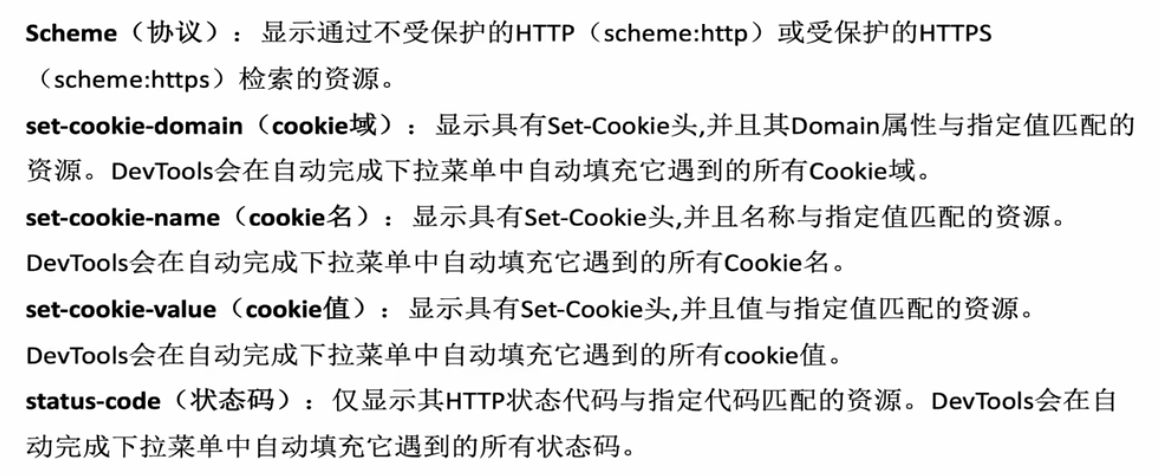 Scheme（协议）：显示通过不受保护的HTTP（scheme:http）或受保护的HTTPS
（scheme:https）检索的资源。
set-cookie-domain（cookie域）：显示具有Set-Cookie头,并且其Domain属性与指定值匹配的
资源。DevTools会在自动完成下拉菜单中自动填充它遇到的所有Cookie域。
set-cookie-name（cookie名）：显示具有Set-Cookie头,并且名称与指定值匹配的资源。
DevTools会在自动完成下拉菜单中自动填充它遇到的所有Cookie名。
set-cookie-value（cookie值）：显示具有Set-Cookie头,并且值与指定值匹配的资源。
DevTools会在自动完成下拉菜单中自动填充它遇到的所有cookie值。
status-code（状态码）：仅显示其HTTP状态代码与指定代码匹配的资源。DevTools会在自
动完成下拉菜单中自动填充它遇到的所有状态码。